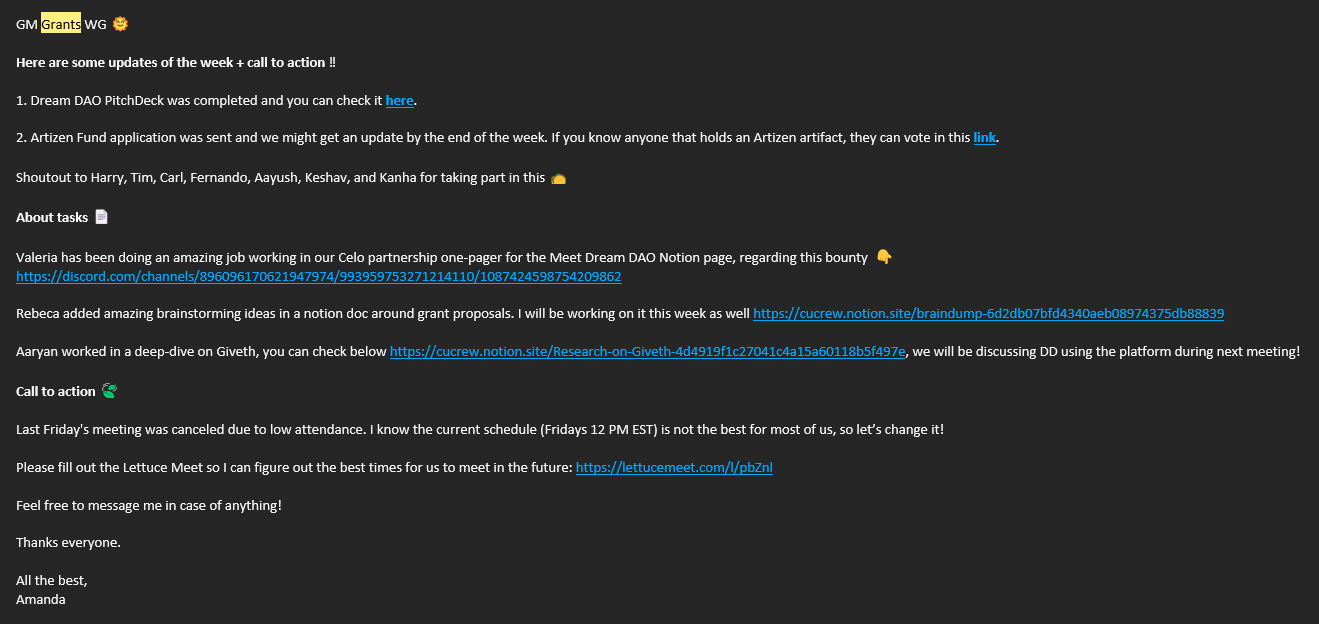 GM Grants WG 🌞
Here are some updates of the week + call to action ‼
1. Dream DAO PitchDeck was completed and you can check it here.
2. Artizen Fund application was sent and we might get an update by the end of the week. If you know anyone that holds an Artizen artifact, they can vote in this link.
Shoutout to Harry, Tim, Carl, Fernando, Aayush, Keshav, and Kanha for taking part in this 🌮
About tasks 📄
Valeria has been doing an amazing job working in our Celo partnership one-pager for the Meet Dream DAO Notion page, regarding this bounty 👇
https://discord.com/channels/896096170621947974/993959753271214110/1087424598754209862
Rebeca added amazing brainstorming ideas in a notion doc around grant proposals. I will be working on it this week as well https://cucrew.notion.site/braindump-6d2db07bfd4340aeb08974375db88839
Aaryan worked in a deep-dive on Giveth, you can check below https://cucrew.notion.site/Research-on-Giveth-4d4919f1c27041c4a15a60118b5f497e, we will be discussing DD using the platform during next meeting!
Call to action 🍃
Last Friday's meeting was canceled due to low attendance. I know the current schedule (Fridays 12 PM EST) is not the best for most of us, so let’s change it!
Please fill out the Lettuce Meet so I can figure out the best times for us to meet in the future: https://lettucemeet.com/l/pbZnl
Feel free to message me in case of anything!
Thanks everyone.
All the best,
Amanda